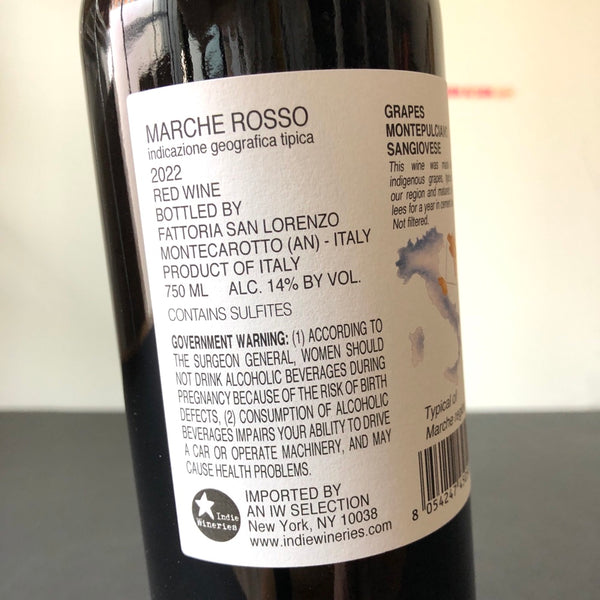 MARCHE ROSSO
indicazione geografica tipica
2022
RED WINE
BOTTLED BY
FATTORIA SAN LORENZO
MONTECAROTTO (AN) - ITALY
PRODUCT OF ITALY
750 ML ALC. 14% BY VOL.
CONTAINS SULFITES
GOVERNMENT WARNING: (1) ACCORDING TO
THE SURGEON GENERAL, WOMEN SHOULD
NOT DRINK ALCOHOLIC BEVERAGES DURING
PREGNANCY BECAUSE OF THE RISK OF BIRTH
DEFECTS, (2) CONSUMPTION OF ALCOHOLIC
BEVERAGES IMPAIRS YOUR ABILITY TO DRIVE
A CAR OR OPERATE MACHINERY, AND MAY
CAUSE HEALTH PROBLEMS.
Indie
Wineries
IMPORTED BY
AN IW SELECTION
New York, NY 10038
www.indiewineries.com
GRAPES
SANGIOVESE
This wine was
indigenous grapes,
our region and
lees for a year in
Not filtered.
Typical of
Marche
8 054247